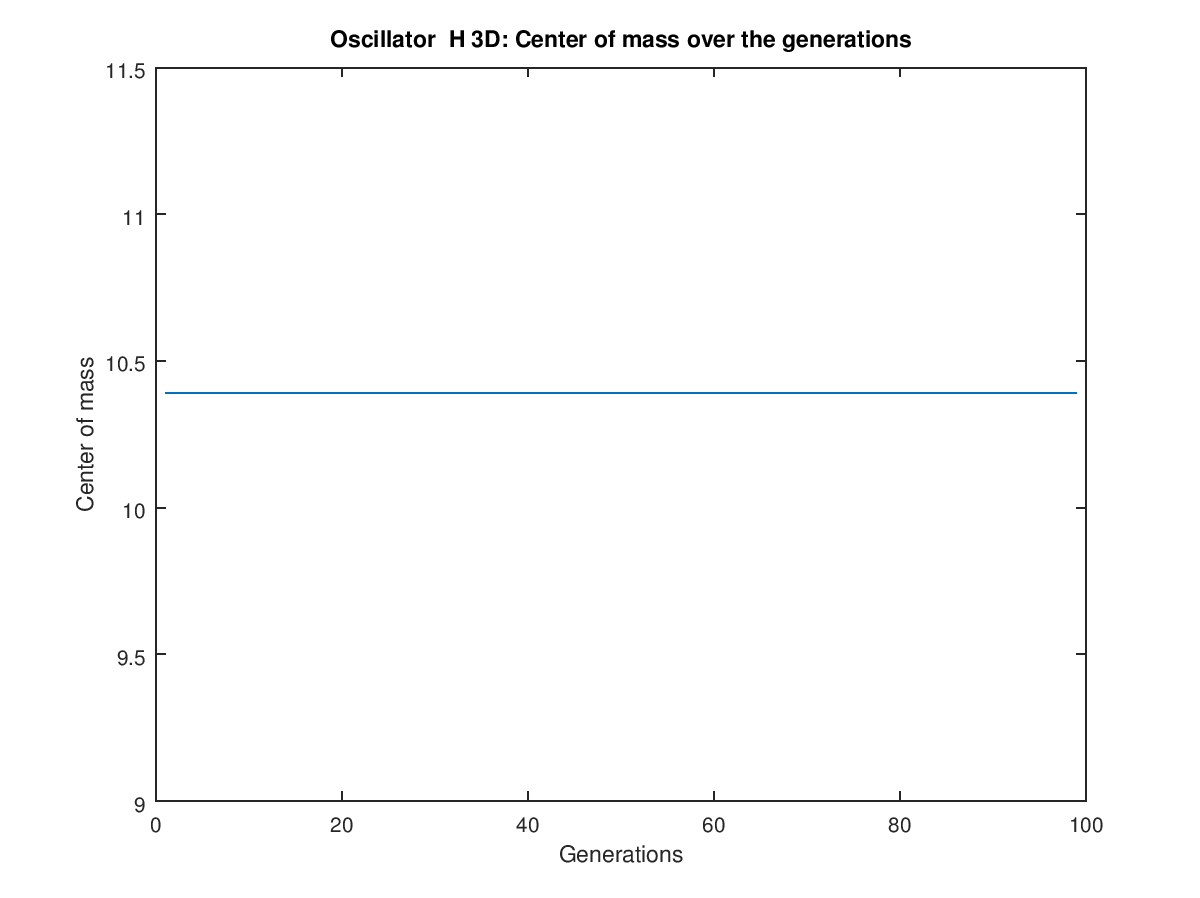 Oscillator  H 3D: Center of mass over the generations
11.5
11
10.5
10
9.5
9
Center of mass
0 20 40 60 80 100
Generations